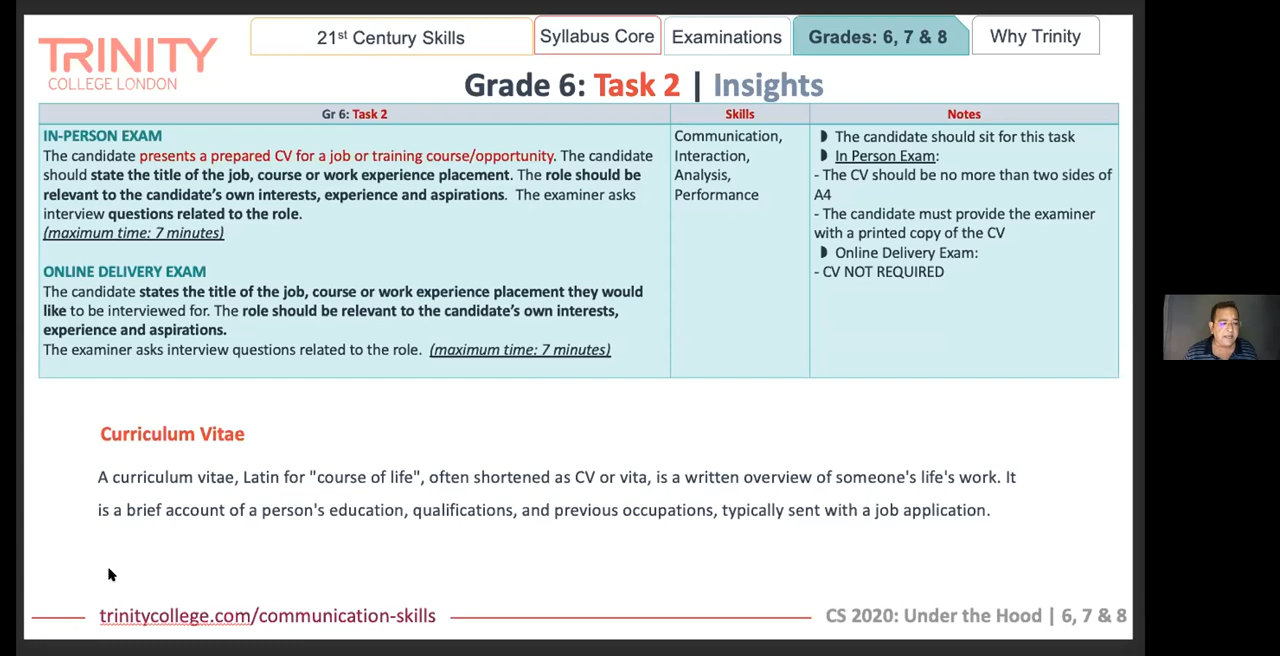 TRINITY
COLLEGE LONDON
21st Century Skills
Syllabus Core
Examinations
Grades: 6, 7 & 8
Why Trinity
Grade 6: Task 2 | Insights
Gr 6: Task 2
Skills
Notes
IN-PERSON EXAM
The candidate presents a prepared CV for a job or training course/opportunity. The candidate
should state the title of the job, course or work experience placement. The role should be
relevant to the candidate's own interests, experience and aspirations. The examiner asks
interview questions related to the role.
(maximum time: 7 minutes)
ONLINE DELIVERY EXAM
The candidate states the title of the job, course or work experience placement they would
like to be interviewed for. The role should be relevant to the candidate's own interests,
experience and aspirations.
The examiner asks interview questions related to the role. (maximum time: 7 minutes)
Communication,
Interaction,
Analysis,
Performance
The candidate should sit for this task
In Person Exam:
- The CV should be no more than two sides of
A4
- The candidate must provide the examiner
with a printed copy of the CV
Online Delivery Exam:
- CV NOT REQUIRED
Curriculum Vitae
A curriculum vitae, Latin for "course of life", often shortened as CV or vita, is a written overview of someone's life's work. It
is a brief account of a person's education, qualifications, and previous occupations, typically sent with a job application.
trinitycollege.com/communication-skills
CS 2020: Under the Hood | 6, 7 & 8